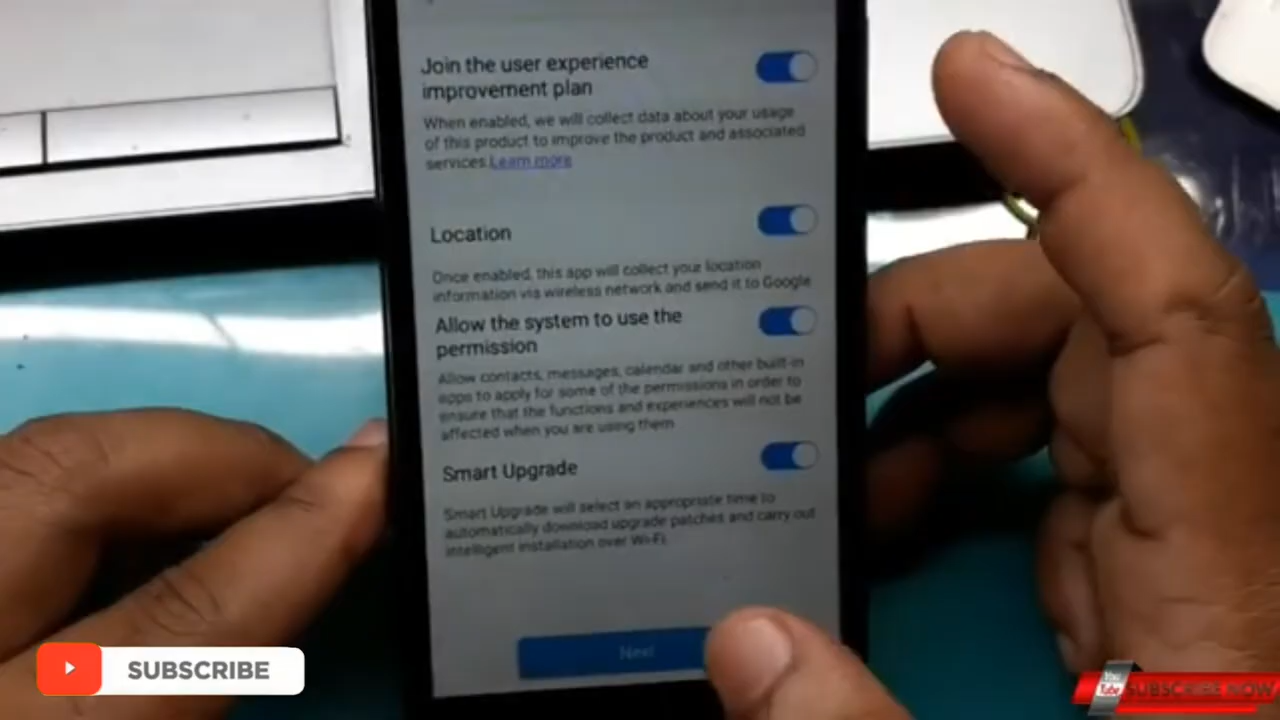 Join the user experience
improvement plan
When enabled, we will collect data about your usage
of this product to improve the product and associated
services.Learn more
Location
Once enabled, this app will collect your location
information via wireless network and send it to Google
Allow the system to use the
permission
Allow contacts, messages, calendar and other built-in
apps to apply for some of the permissions in order to
ensure that the functions and experiences will not be
affected when you are using them
Smart Upgrade
Smart Upgrade will select an appropriate time to
automatically download upgrade patches and carry out
intelligent installation over Wi-Fi.
Next
SUBSCRIBE
You
Tube
SUBSCRIBE NOW